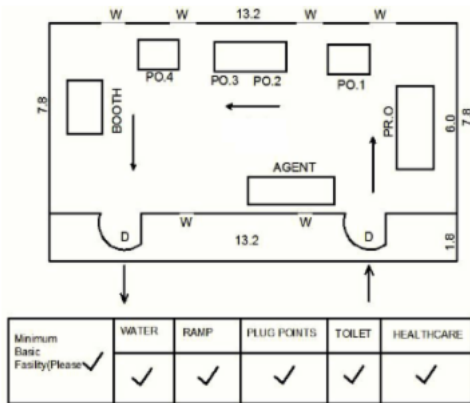 W W 13.2 W W
PO.4 PO.3 PO.2 PO.1
7.8 BOOTH PR.O 6.0 7.8
AGENT
D W W D
13.2 1.8
Minimum
Basic
Fasility(Please ✓
WATER RAMP PLUG POINTS TOILET HEALTHCARE
✓ ✓ ✓ ✓ ✓